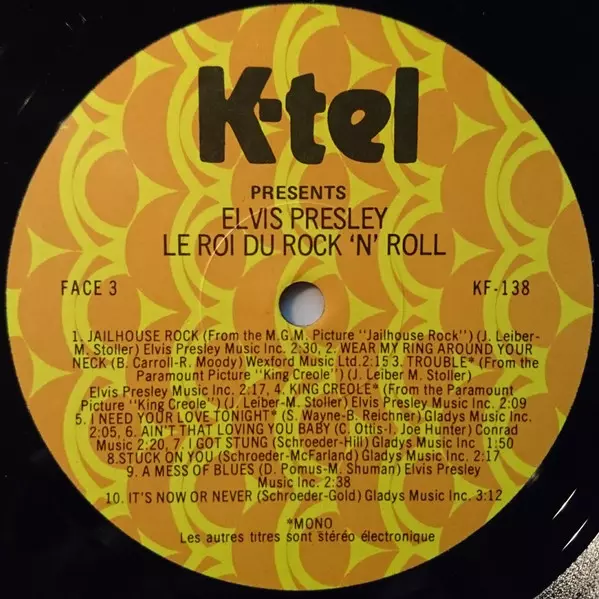 K-tel
PRESENTS
ELVIS PRESLEY
LE ROI DU ROCK 'N' ROLL
FACE 3
KF-138
1. JAILHOUSE ROCK (From the M.G.M. Picture "Jailhouse Rock") (J. Leiber-
M. Stoller) Elvis Presley Music Inc. 2:30, 2. WEAR MY RING AROUND YOUR
NECK (B. Carroll-R. Moody) Wexford Music Ltd. 2:15 3. TROUBLE* (From the
Paramount Picture "King Creole") (J. Leiber M. Stoller)
Elvis Presley Music Inc. 2:17, 4. KING CREOLE* (From the Paramount
Picture "King Creole") (J. Leiber-M. Stoller) Elvis Presley Music Inc. 2:09
5. I NEED YOUR LOVE TONIGHT* (S. Wayne-B. Reichner) Gladys Music Inc.
2:05, 6. AIN'T THAT LOVING YOU BABY (C. Ottis-I. Joe Hunter) Conrad
Music 2:20, 7. I GOT STUNG (Schroeder-Hill) Gladys Music Inc 1:50
8.STUCK ON YOU (Schroeder-McFarland) Gladys Music Inc. 2:17
9. A MESS OF BLUES (D. Pomus-M. Shuman) Elvis Presley
Music Inc. 2:38
10. IT'S NOW OR NEVER (Schroeder-Gold) Gladys Music Inc. 3:12
*MONO
Les autres titres sont stéréo électronique